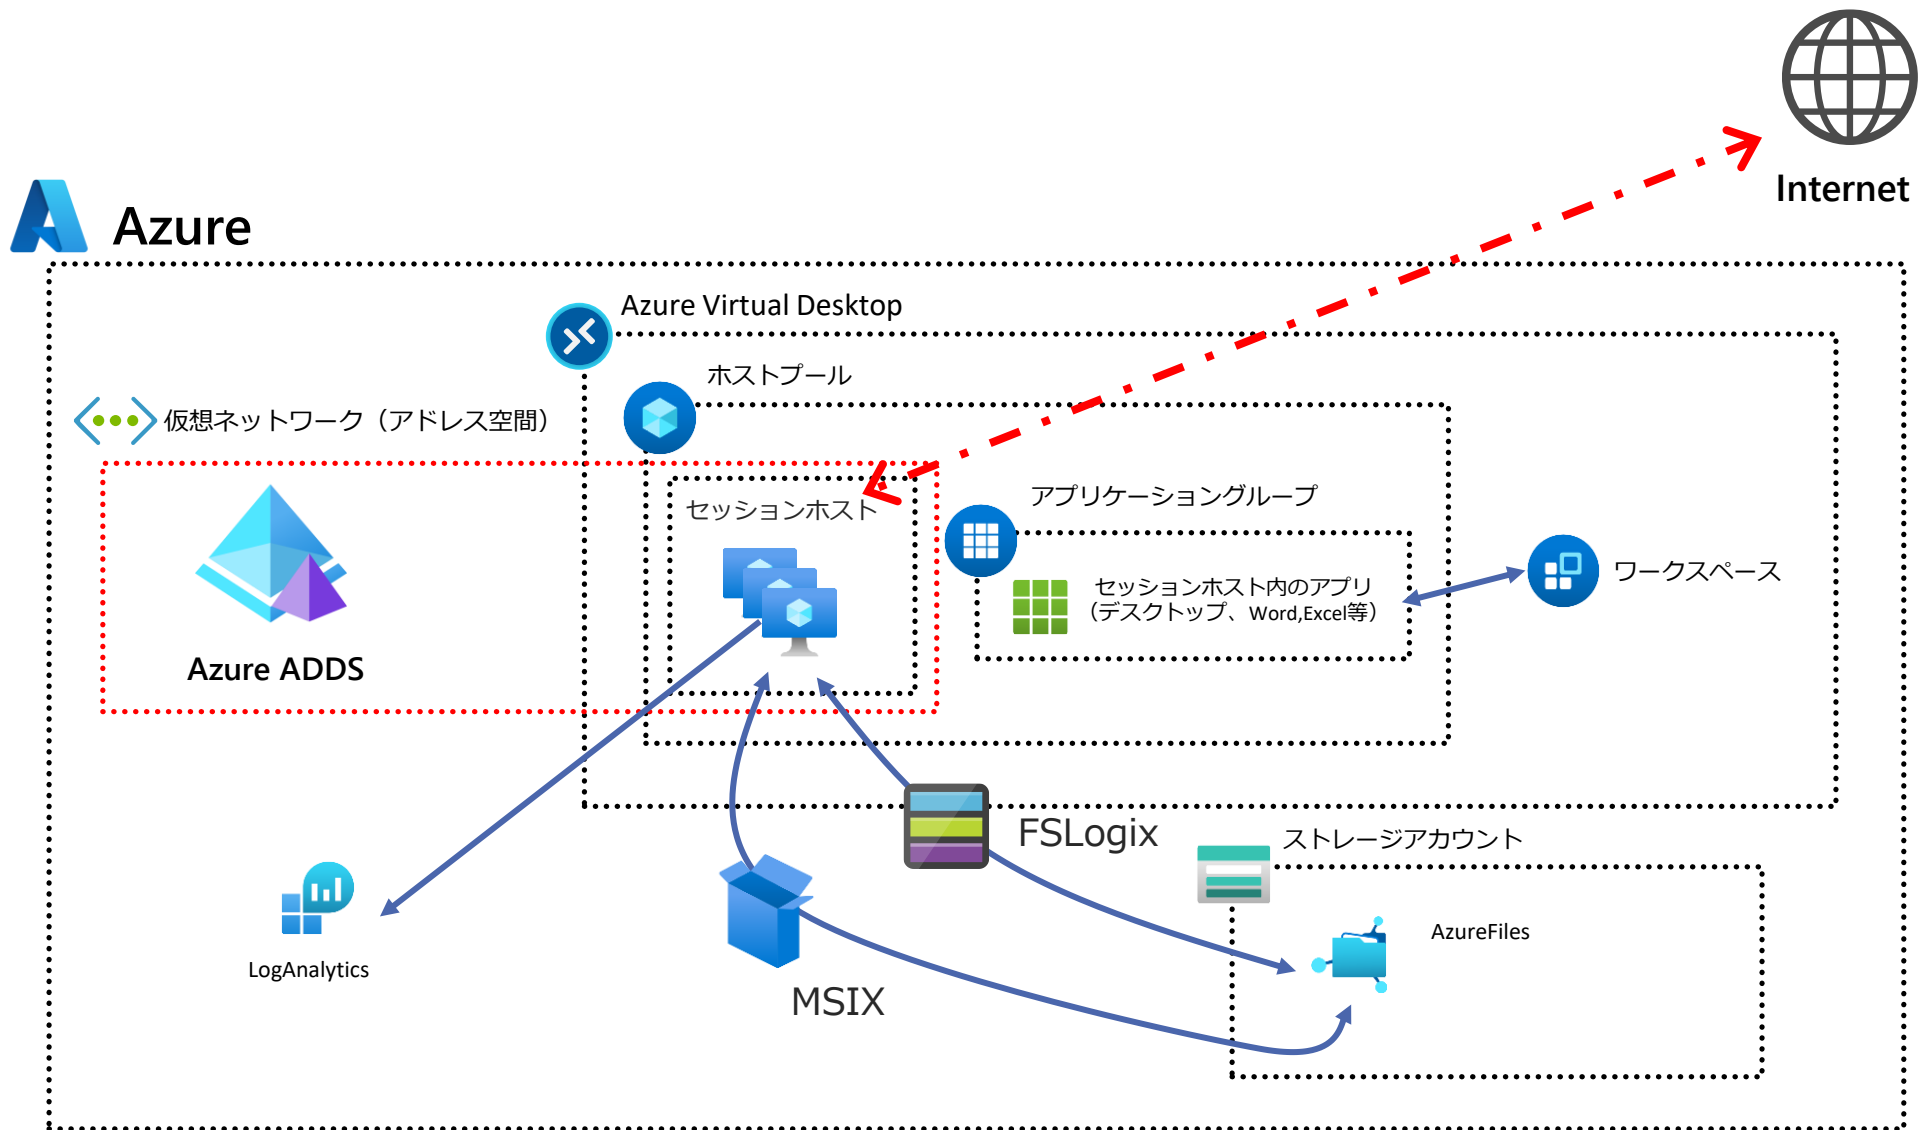 Internet
Azure
Azure Virtual Desktop
ホストプール
仮想ネットワーク（アドレス空間）
セッションホスト
アプリケーショングループ
セッションホスト内のアプリ
（デスクトップ、Word,Excel等）
ワークスペース
Azure ADDS
FSLogix
ストレージアカウント
AzureFiles
LogAnalytics
MSIX